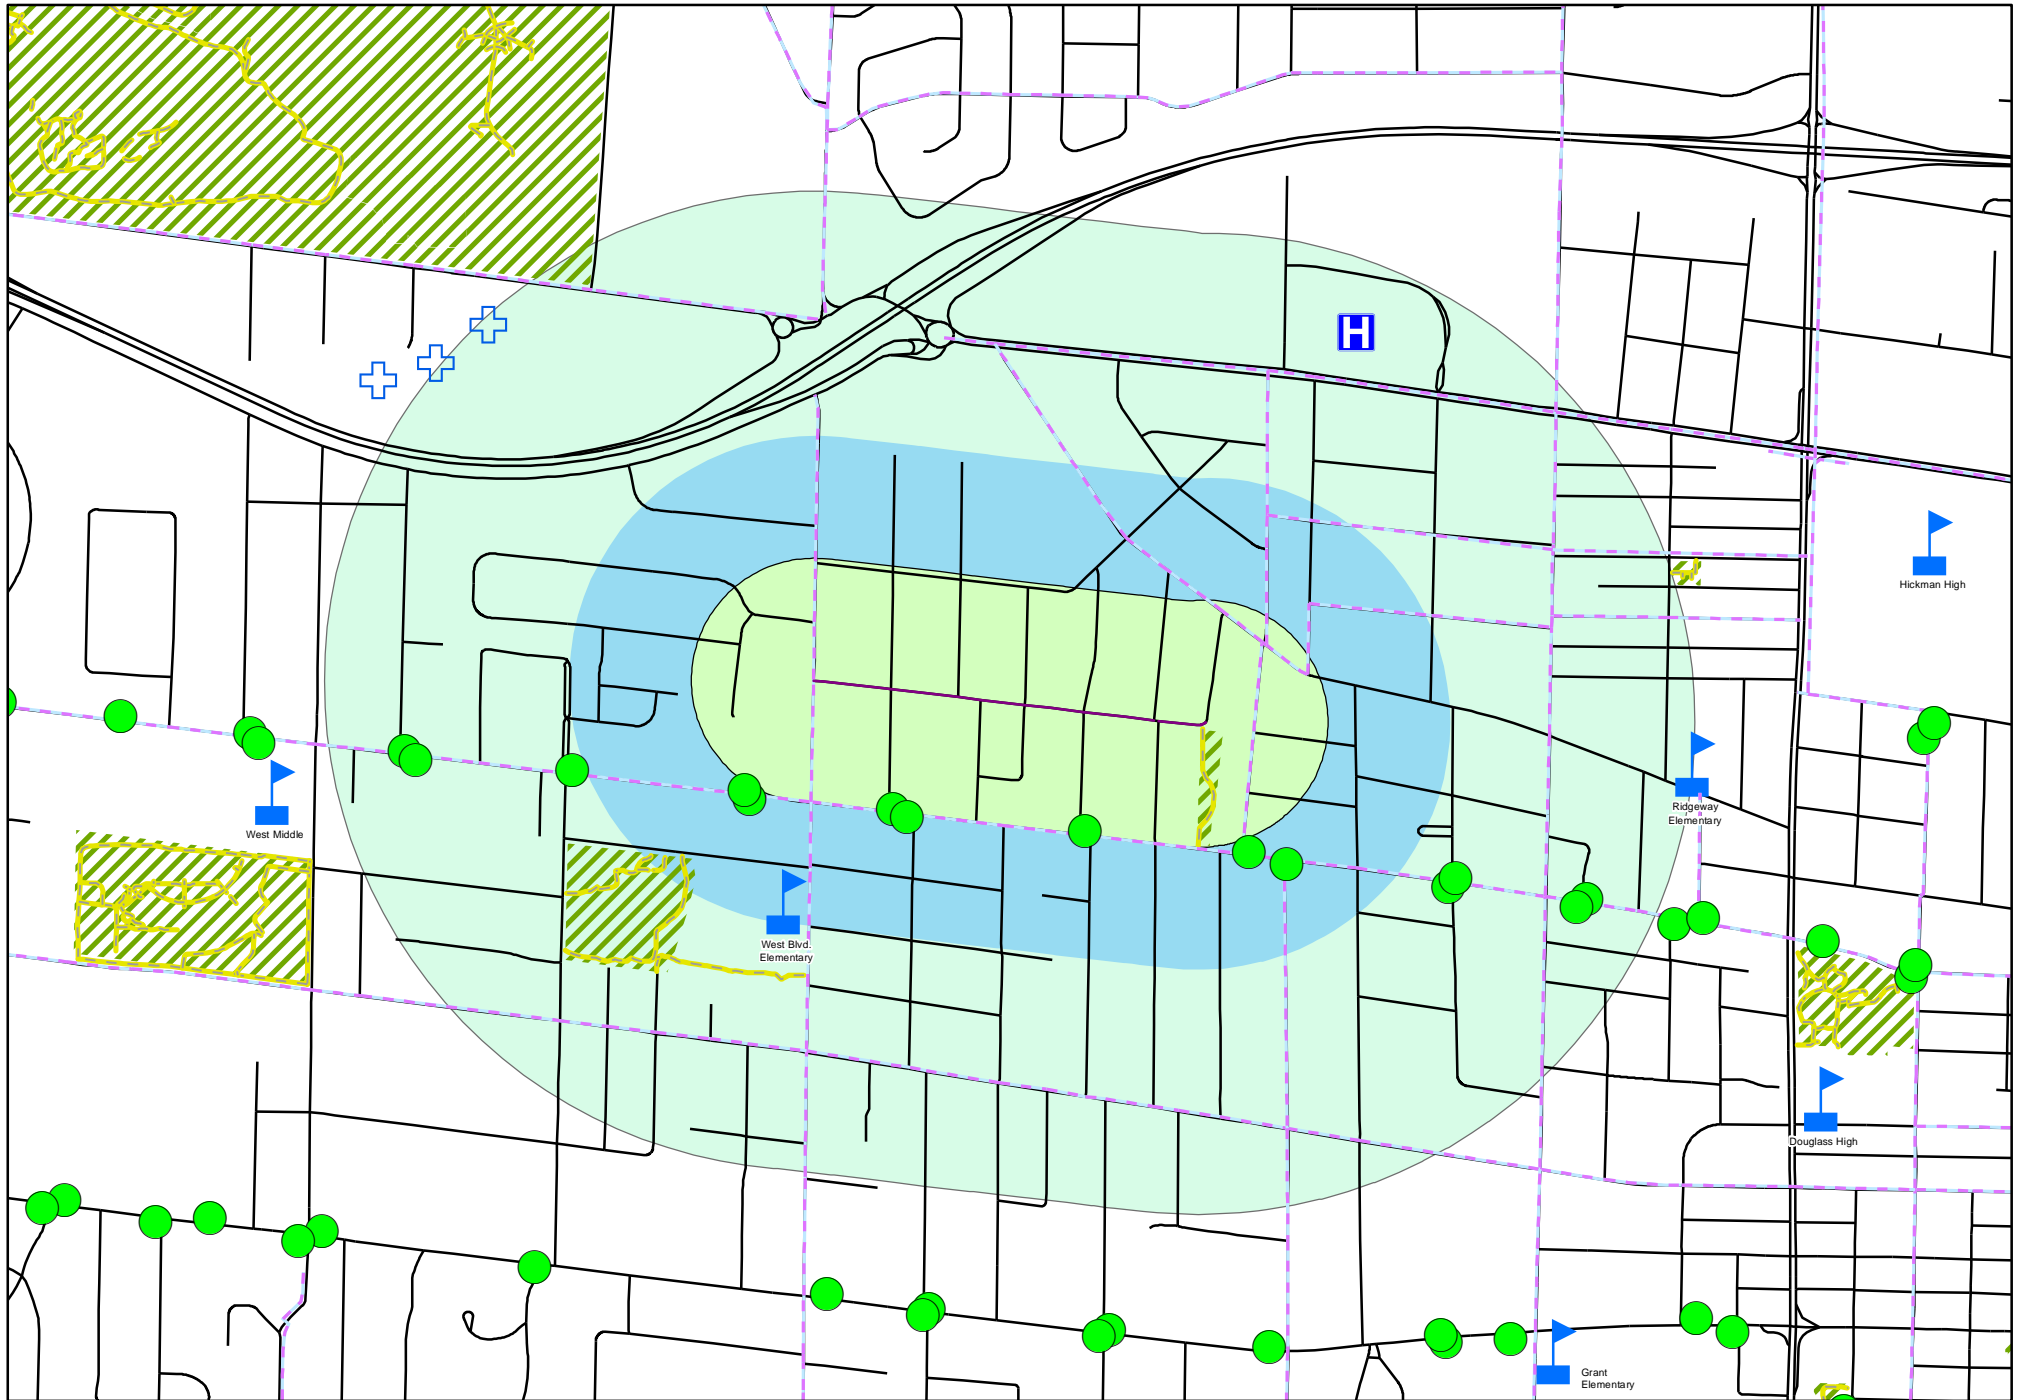 H
Hickman High
Ridgeway
Elementary
West Middle
West Blvd.
Elementary
Douglass High
Grant
Elementary